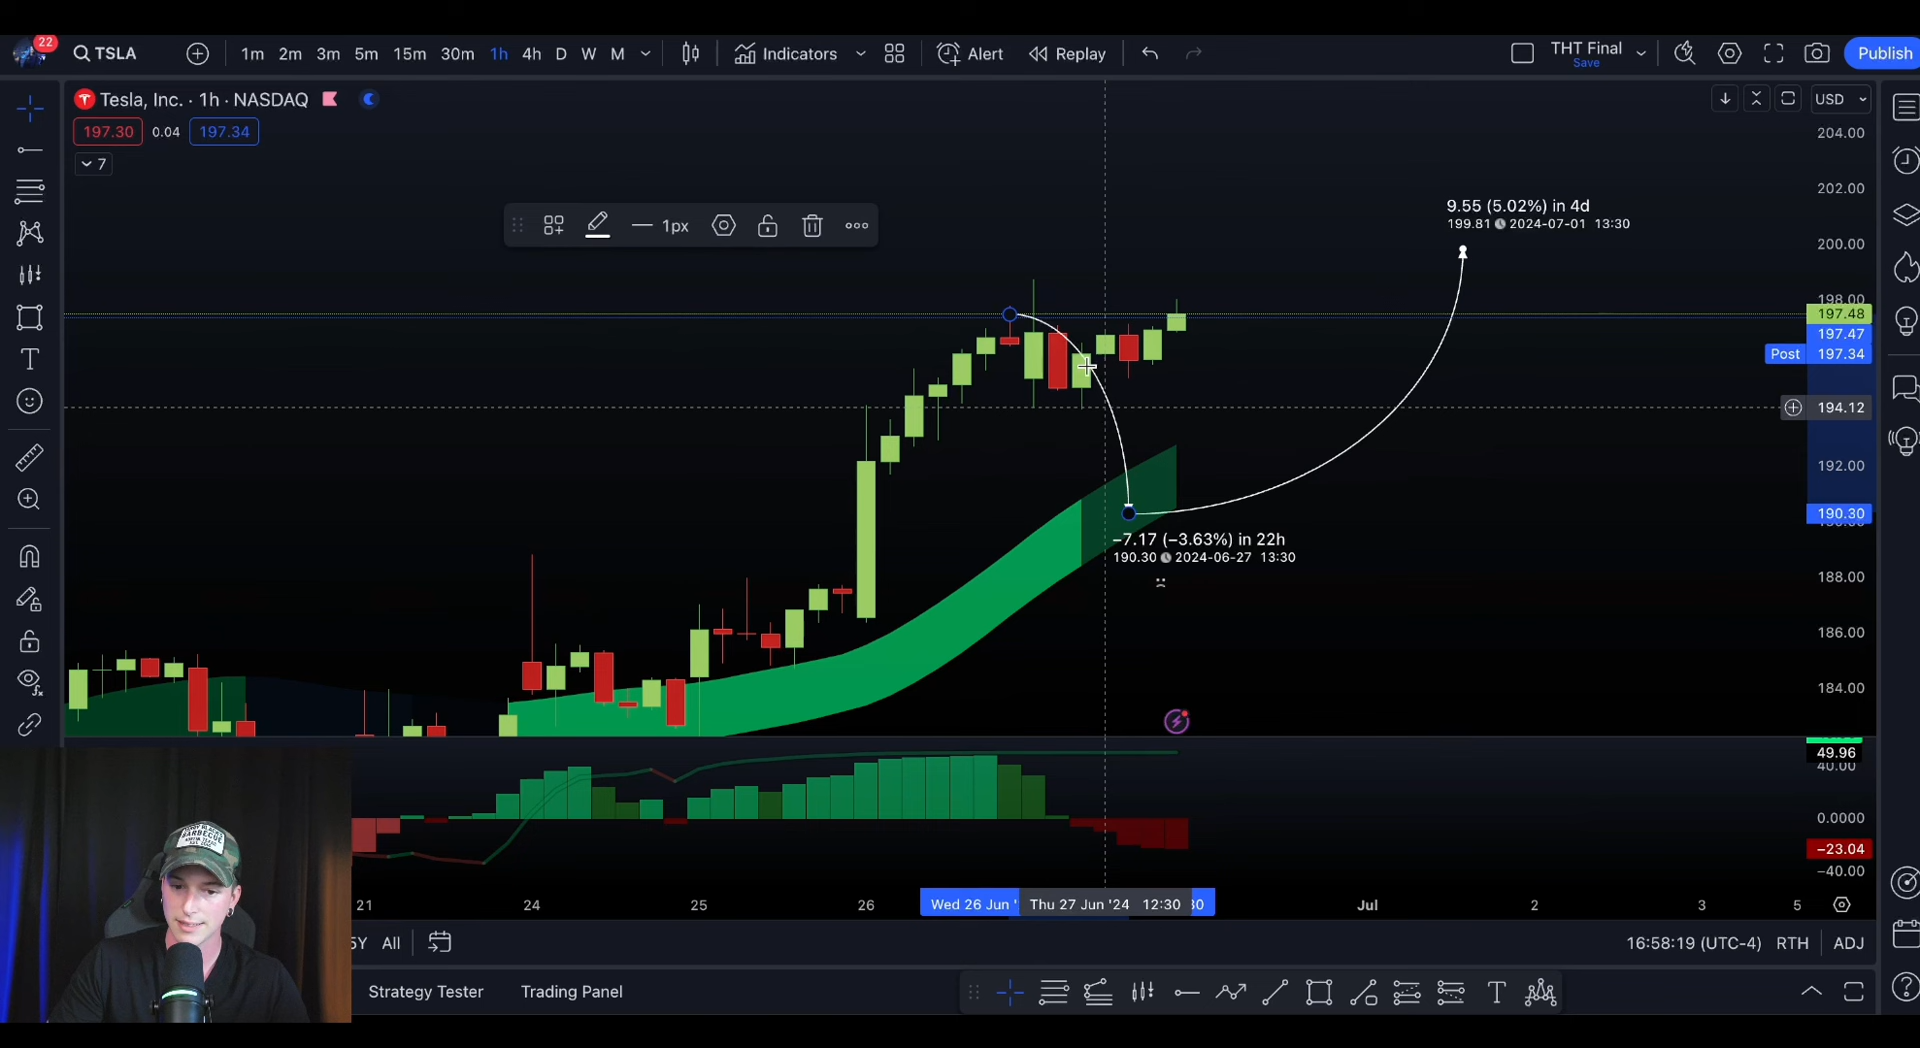 22
TSLA
1m 2m 3m 5m 15m 30m 1h 4h D W M
Indicators
Alert
Replay
THT Final
Save
Publish
Tesla, Inc. · 1h · NASDAQ
USD
197.30 0.04 197.34
7
1px
204.00
202.00
200.00
198.00
197.48
197.47
Post 197.34
194.12
192.00
190.30
188.00
186.00
184.00
9.55 (5.02%) in 4d
199.81 2024-07-01 13:30
−7.17 (−3.63%) in 22h
190.30 2024-06-27 13:30
49.96
40.00
0.0000
−23.04
−40.00
21 24 25 26 Wed 26 Jun ' Thu 27 Jun '24 12:30 30 Jul 2 3 5
5Y All
16:58:19 (UTC-4) RTH ADJ
Strategy Tester Trading Panel
BARBECUE